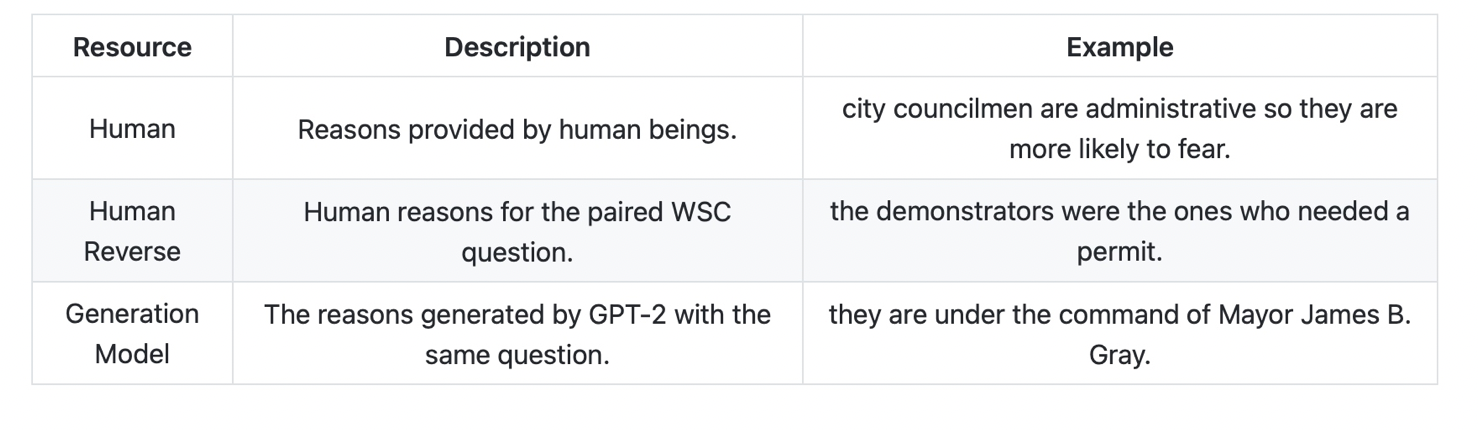 Resource Description Example
city councilmen are administrative so they are
Human Reasons provided by human beings.
more likely to fear.
Human Human reasons for the paired WSC the demonstrators were the ones who needed a
Reverse question. permit.
Generation The reasons generated by GPT-2 with the they are under the command of Mayor James B.
Model same question. Gray.